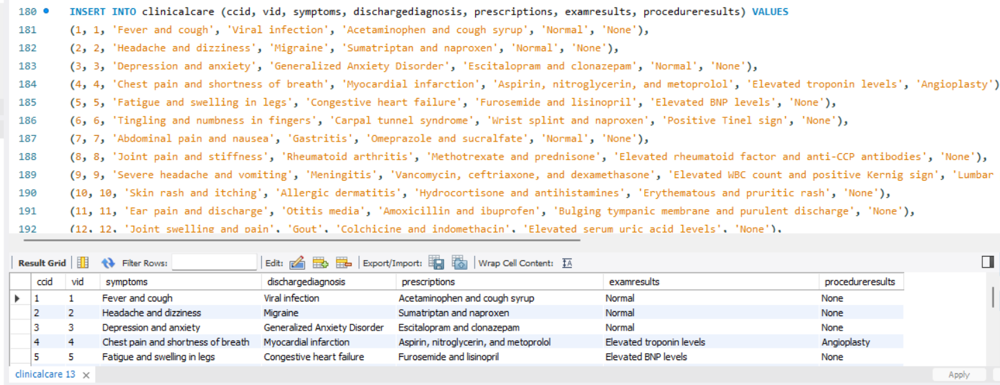 180 INSERT INTO clinicalcare (ccid, vid, symptoms, dischargediagnosis, prescriptions, examresults, procedureresults) VALUES
181 (1, 1, 'Fever and cough', 'Viral infection', 'Acetaminophen and cough syrup', 'Normal', 'None'),
182 (2, 2, 'Headache and dizziness', 'Migraine', 'Sumatriptan and naproxen', 'Normal', 'None'),
183 (3, 3, 'Depression and anxiety', 'Generalized Anxiety Disorder', 'Escitalopram and clonazepam', 'Normal', 'None'),
184 (4, 4, 'Chest pain and shortness of breath', 'Myocardial infarction', 'Aspirin, nitroglycerin, and metoprolol', 'Elevated troponin levels', 'Angioplasty')
185 (5, 5, 'Fatigue and swelling in legs', 'Congestive heart failure', 'Furosemide and lisinopril', 'Elevated BNP levels', 'None'),
186 (6, 6, 'Tingling and numbness in fingers', 'Carpal tunnel syndrome', 'Wrist splint and naproxen', 'Positive Tinel sign', 'None'),
187 (7, 7, 'Abdominal pain and nausea', 'Gastritis', 'Omeprazole and sucralfate', 'Normal', 'None'),
188 (8, 8, 'Joint pain and stiffness', 'Rheumatoid arthritis', 'Methotrexate and prednisone', 'Elevated rheumatoid factor and anti-CCP antibodies', 'None'),
189 (9, 9, 'Severe headache and vomiting', 'Meningitis', 'Vancomycin, ceftriaxone, and dexamethasone', 'Elevated WBC count and positive Kernig sign', 'Lumbar
190 (10, 10, 'Skin rash and itching', 'Allergic dermatitis', 'Hydrocortisone and antihistamines', 'Erythematous and pruritic rash', 'None'),
191 (11, 11, 'Ear pain and discharge', 'Otitis media', 'Amoxicillin and ibuprofen', 'Bulging tympanic membrane and purulent discharge', 'None'),
192 (12, 12, 'Joint swelling and pain', 'Gout', 'Colchicine and indomethacin', 'Elevated serum uric acid levels', 'None'),
Result Grid Filter Rows: Edit: Export/Import: Wrap Cell Content:
ccid vid symptoms dischargediagnosis prescriptions examresults procedureresults
1 1 Fever and cough Viral infection Acetaminophen and cough syrup Normal None
2 2 Headache and dizziness Migraine Sumatriptan and naproxen Normal None
3 3 Depression and anxiety Generalized Anxiety Disorder Escitalopram and clonazepam Normal None
4 4 Chest pain and shortness of breath Myocardial infarction Aspirin, nitroglycerin, and metoprolol Elevated troponin levels Angioplasty
5 5 Fatigue and swelling in legs Congestive heart failure Furosemide and lisinopril Elevated BNP levels None
clinicalcare 13 Apply